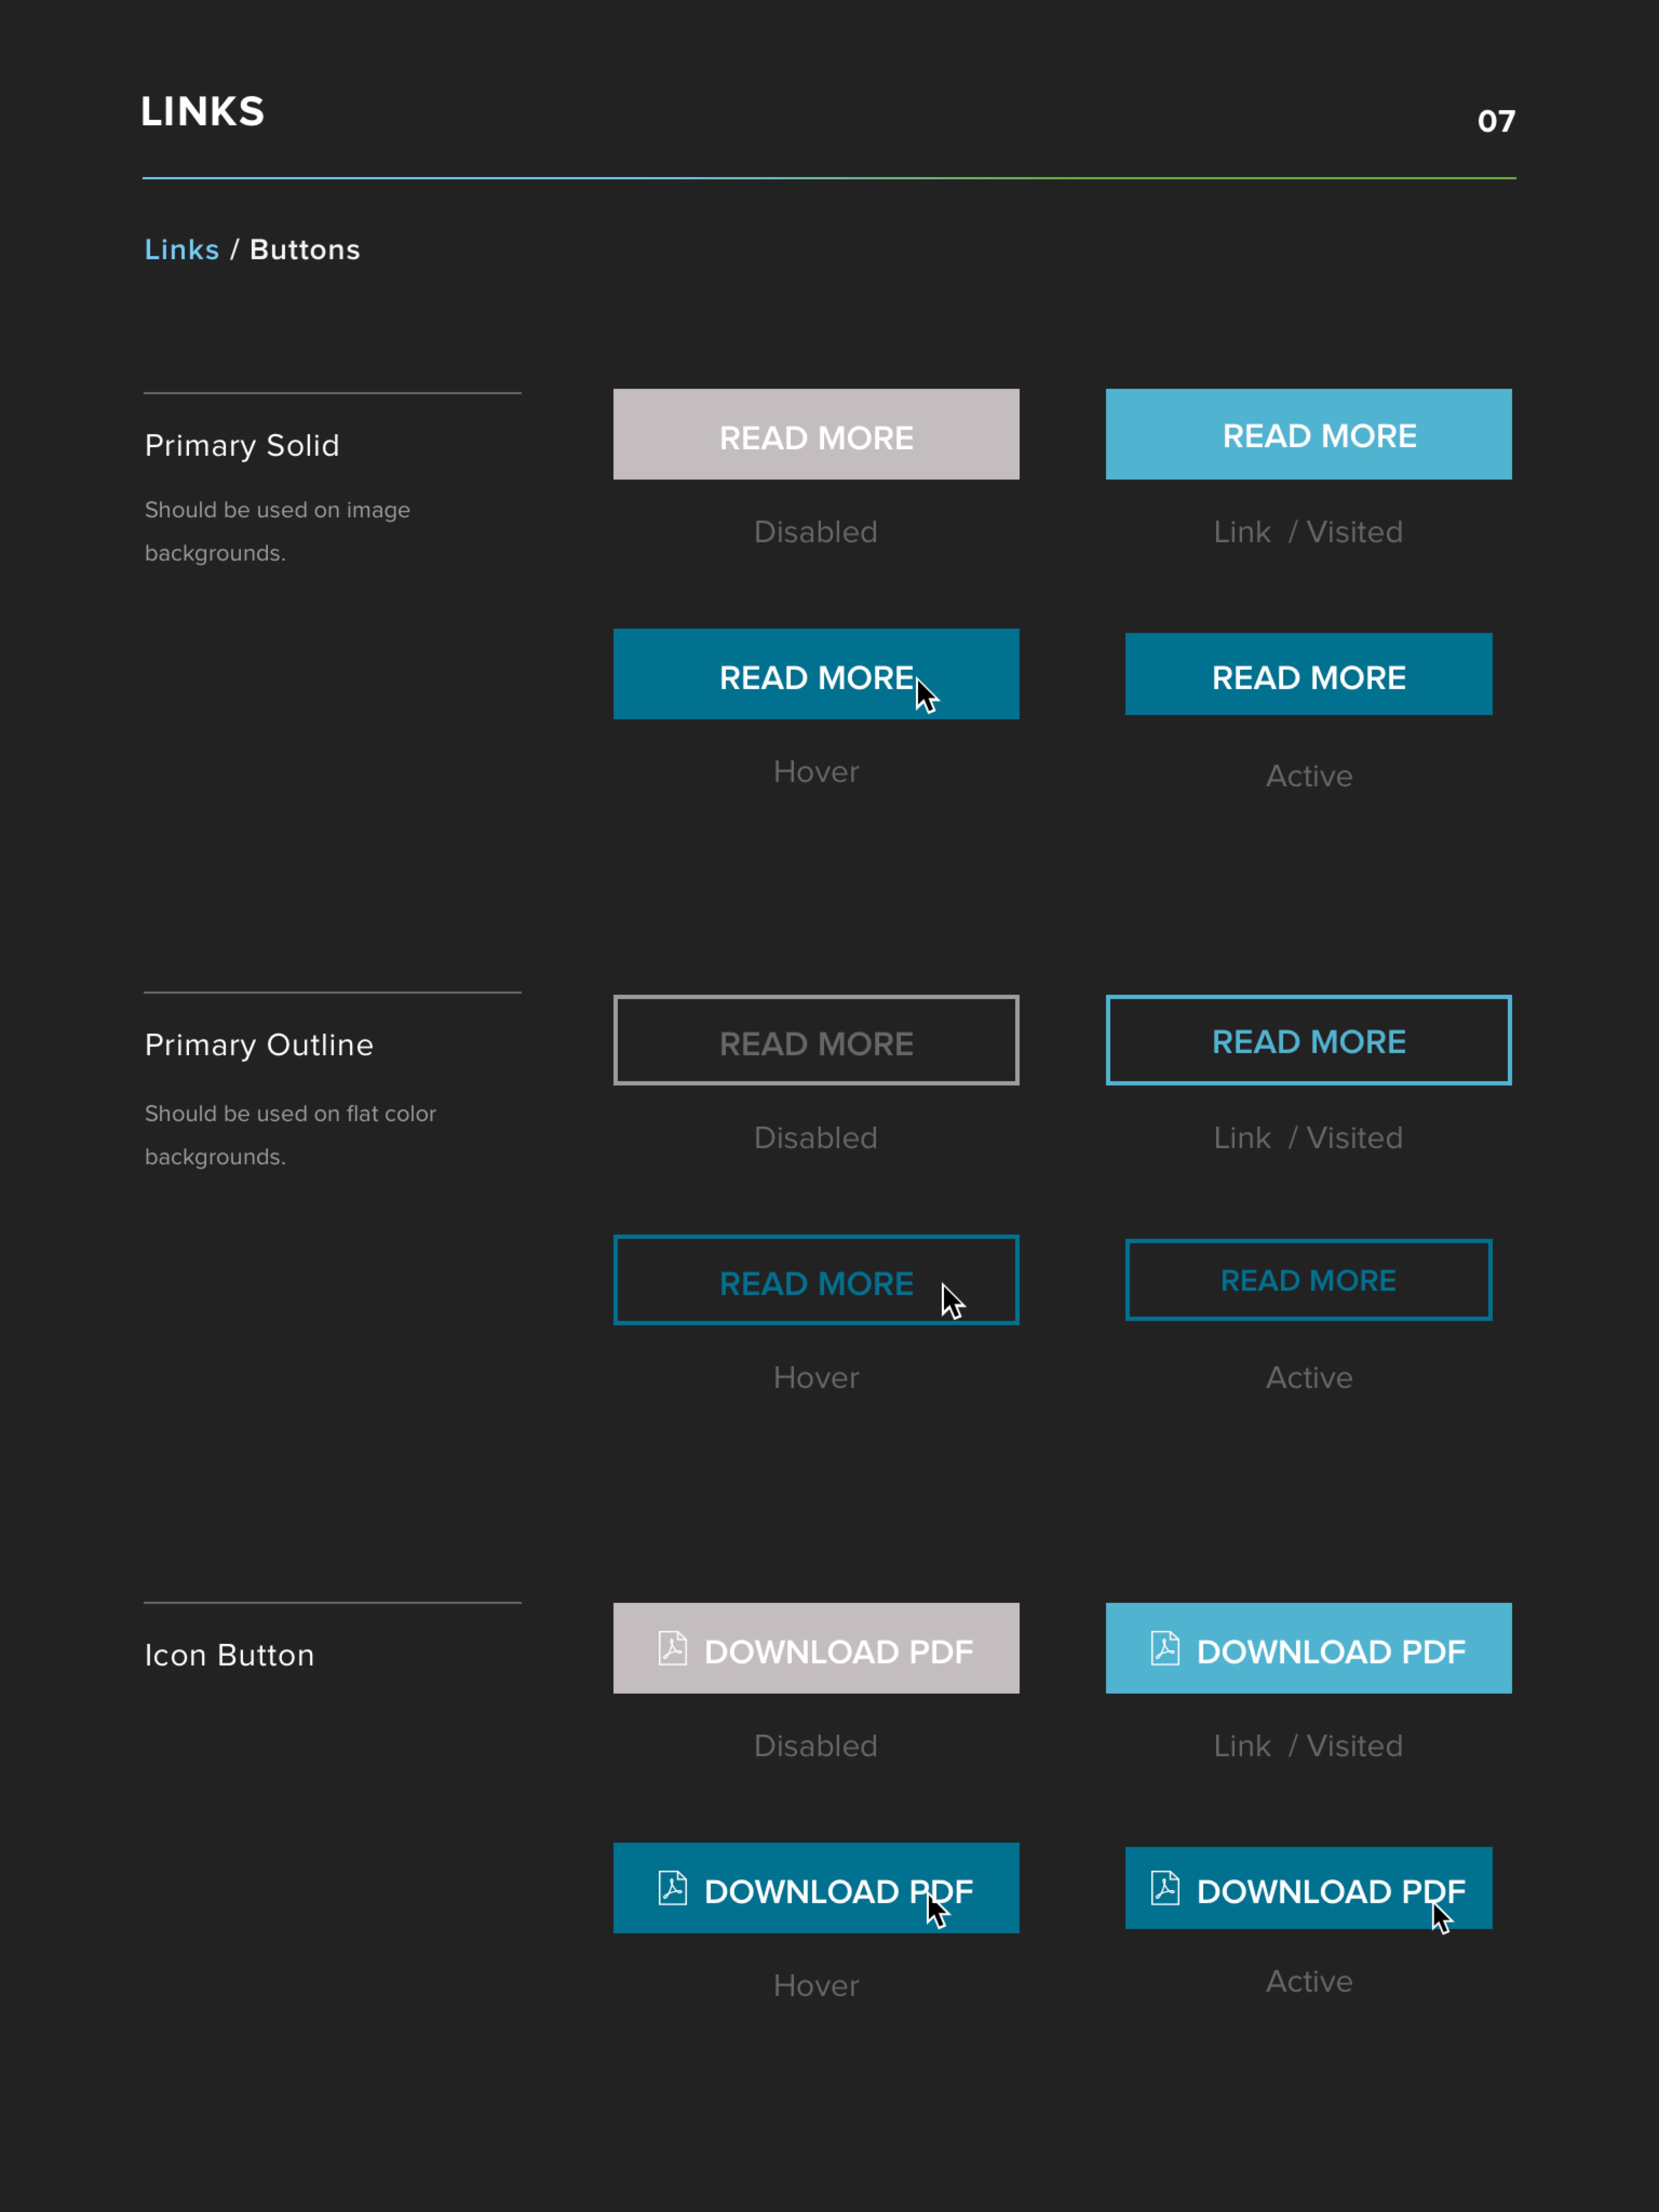 LINKS
07
Links / Buttons
Primary Solid
Should be used on image
backgrounds.
READ MORE
Disabled
READ MORE
Link / Visited
READ MORE
Hover
READ MORE
Active
Primary Outline
Should be used on flat color
backgrounds.
READ MORE
Disabled
READ MORE
Link / Visited
READ MORE
Hover
READ MORE
Active
Icon Button
DOWNLOAD PDF
Disabled
DOWNLOAD PDF
Link / Visited
DOWNLOAD PDF
Hover
DOWNLOAD PDF
Active